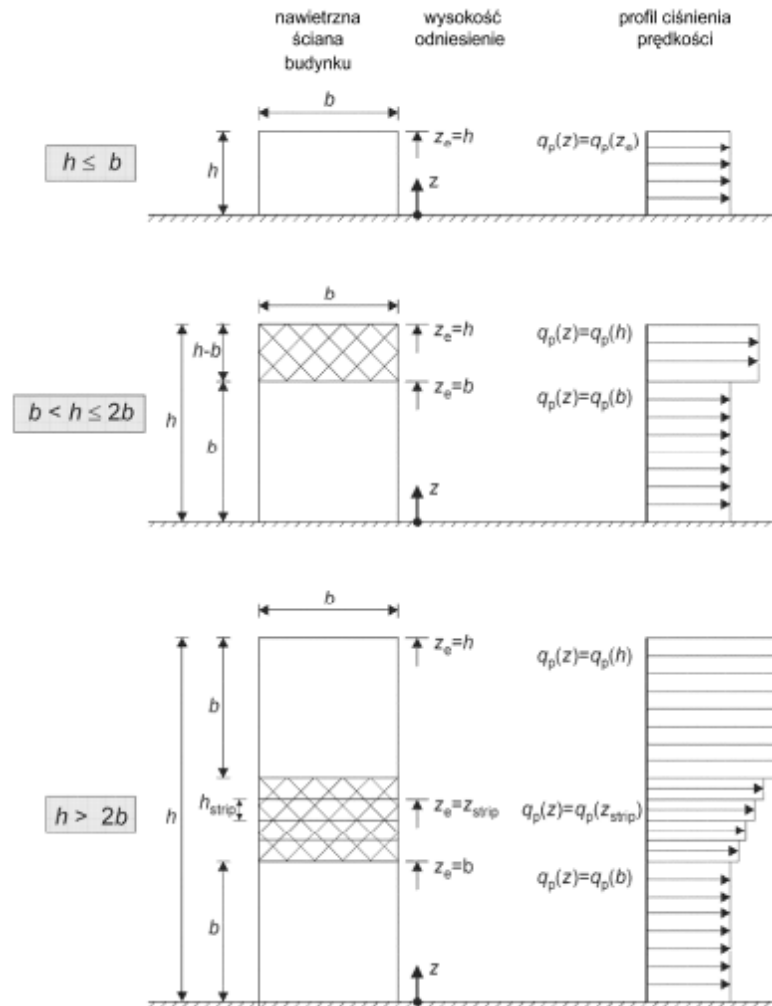 nawietrzna ściana budynku
wysokość odniesienie
profil ciśnienia prędkości
h ≤ b
b
h
z_e=h
z
q_p(z)=q_p(z_e)
b < h ≤ 2b
b
h-b
h
b
z_e=h
z_e=b
z
q_p(z)=q_p(h)
q_p(z)=q_p(b)
h > 2b
b
h
b
h_strip
b
z_e=h
z_e=z_strip
z_e=b
z
q_p(z)=q_p(h)
q_p(z)=q_p(z_strip)
q_p(z)=q_p(b)